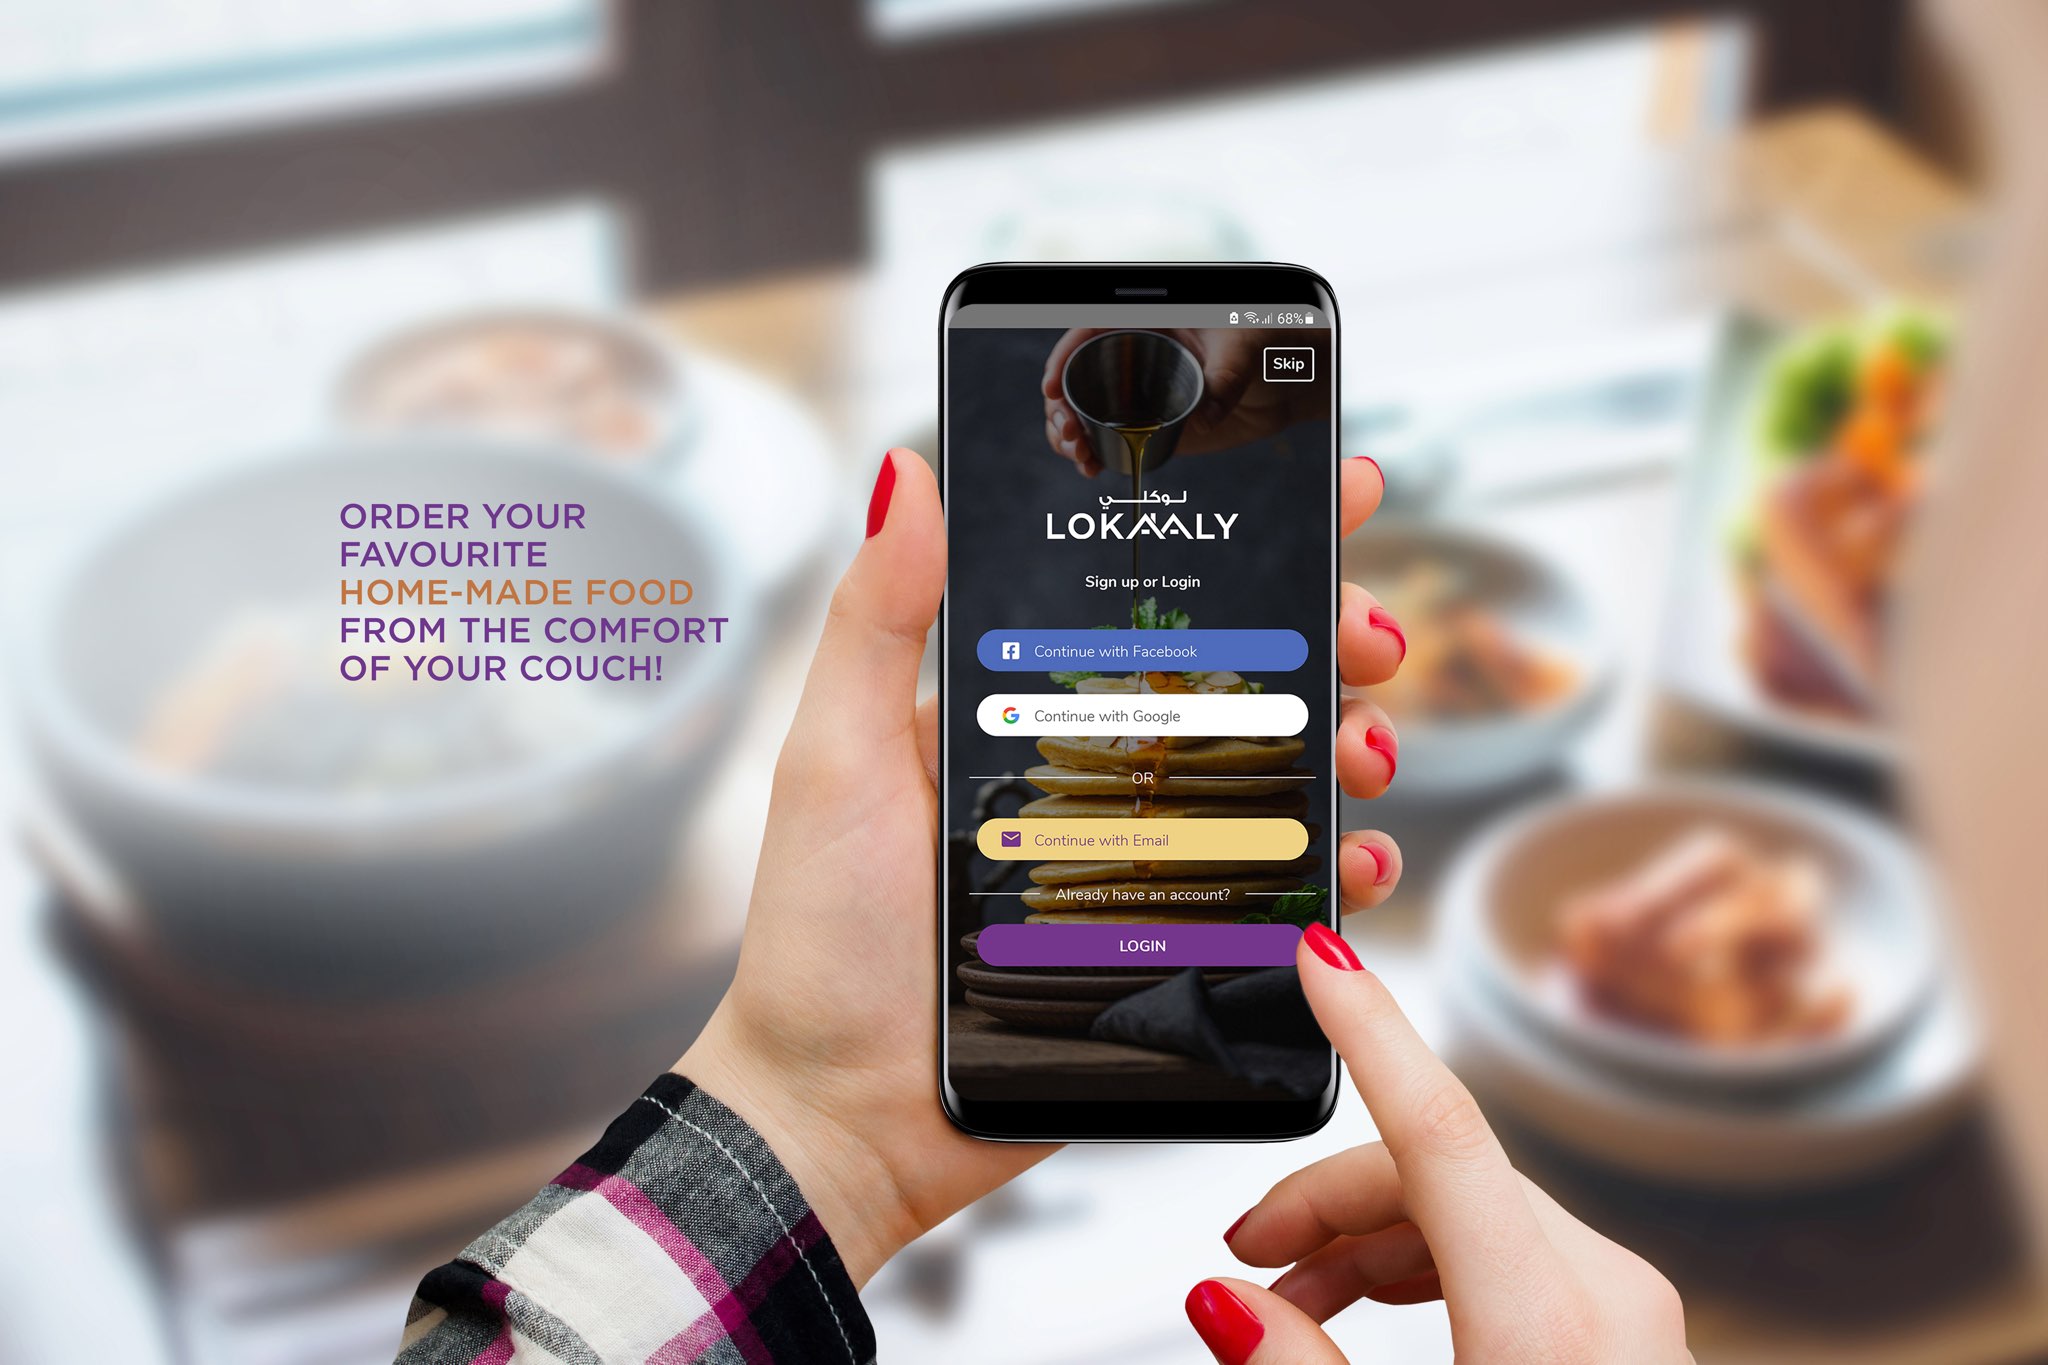 ORDER YOUR
FAVOURITE
HOME-MADE FOOD
FROM THE COMFORT
OF YOUR COUCH!
68%
Skip
لوكلي
LOKAALY
Sign up or Login
Continue with Facebook
Continue with Google
OR
Continue with Email
Already have an account?
LOGIN